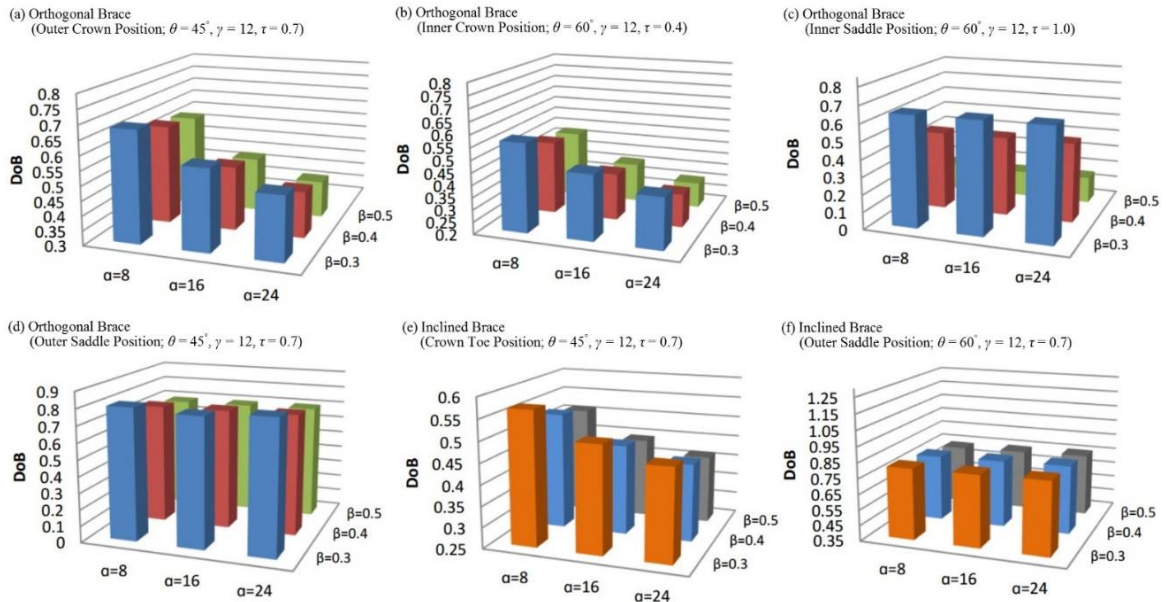 (a) Orthogonal Brace
(Outer Crown Position; θ = 45°, γ = 12, τ = 0.7)
DoB
0.8
0.75
0.7
0.65
0.6
0.55
0.5
0.45
0.4
0.35
0.3
α=8
α=16
α=24
β=0.3
β=0.4
β=0.5
(b) Orthogonal Brace
(Inner Crown Position; θ = 60°, γ = 12, τ = 0.4)
DoB
0.8
0.75
0.7
0.65
0.6
0.55
0.5
0.45
0.4
0.35
0.3
0.25
0.2
α=8
α=16
α=24
β=0.3
β=0.4
β=0.5
(c) Orthogonal Brace
(Inner Saddle Position; θ = 60°, γ = 12, τ = 1.0)
DoB
0.8
0.7
0.6
0.5
0.4
0.3
0.2
0.1
0
α=8
α=16
α=24
β=0.3
β=0.4
β=0.5
(d) Orthogonal Brace
(Outer Saddle Position; θ = 45°, γ = 12, τ = 0.7)
DoB
0.9
0.8
0.7
0.6
0.5
0.4
0.3
0.2
0.1
0
α=8
α=16
α=24
β=0.3
β=0.4
β=0.5
(e) Inclined Brace
(Crown Toe Position; θ = 45°, γ = 12, τ = 0.7)
DoB
0.6
0.55
0.5
0.45
0.4
0.35
0.3
0.25
α=8
α=16
α=24
β=0.3
β=0.4
β=0.5
(f) Inclined Brace
(Outer Saddle Position; θ = 60°, γ = 12, τ = 0.7)
DoB
1.25
1.15
1.05
0.95
0.85
0.75
0.65
0.55
0.45
0.35
α=8
α=16
α=24
β=0.3
β=0.4
β=0.5